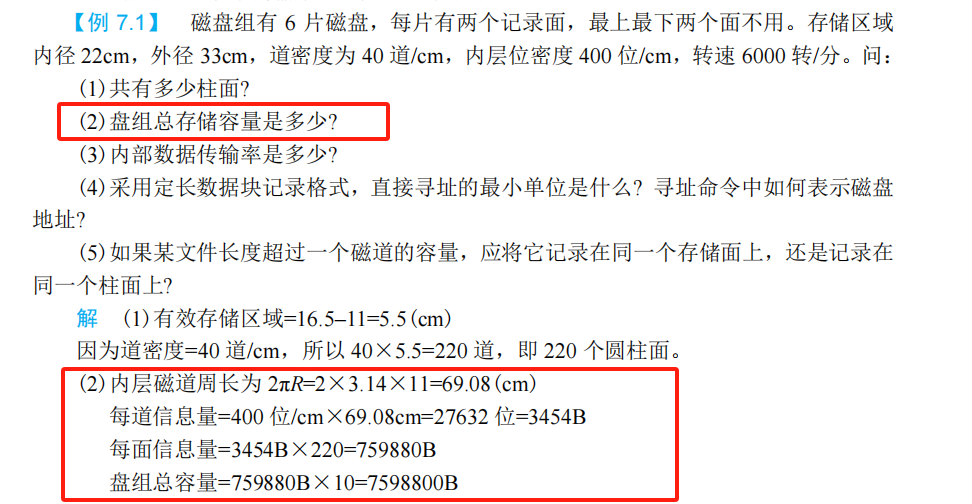 【例 7.1】 磁盘组有 6 片磁盘，每片有两个记录面，最上最下两个面不用。存储区域
内径 22cm，外径 33cm，道密度为 40 道/cm，内层位密度 400 位/cm，转速 6000 转/分。问：
(1)共有多少柱面?
(2)盘组总存储容量是多少?
(3)内部数据传输率是多少?
(4)采用定长数据块记录格式，直接寻址的最小单位是什么? 寻址命令中如何表示磁盘
地址?
(5)如果某文件长度超过一个磁道的容量，应将它记录在同一个存储面上，还是记录在
同一个柱面上?
解 (1)有效存储区域=16.5–11=5.5(cm)
因为道密度=40 道/cm，所以 40×5.5=220 道，即 220 个圆柱面。
(2)内层磁道周长为 2πR=2×3.14×11=69.08(cm)
每道信息量=400 位/cm×69.08cm=27632 位=3454B
每面信息量=3454B×220=759880B
盘组总容量=759880B×10=7598800B